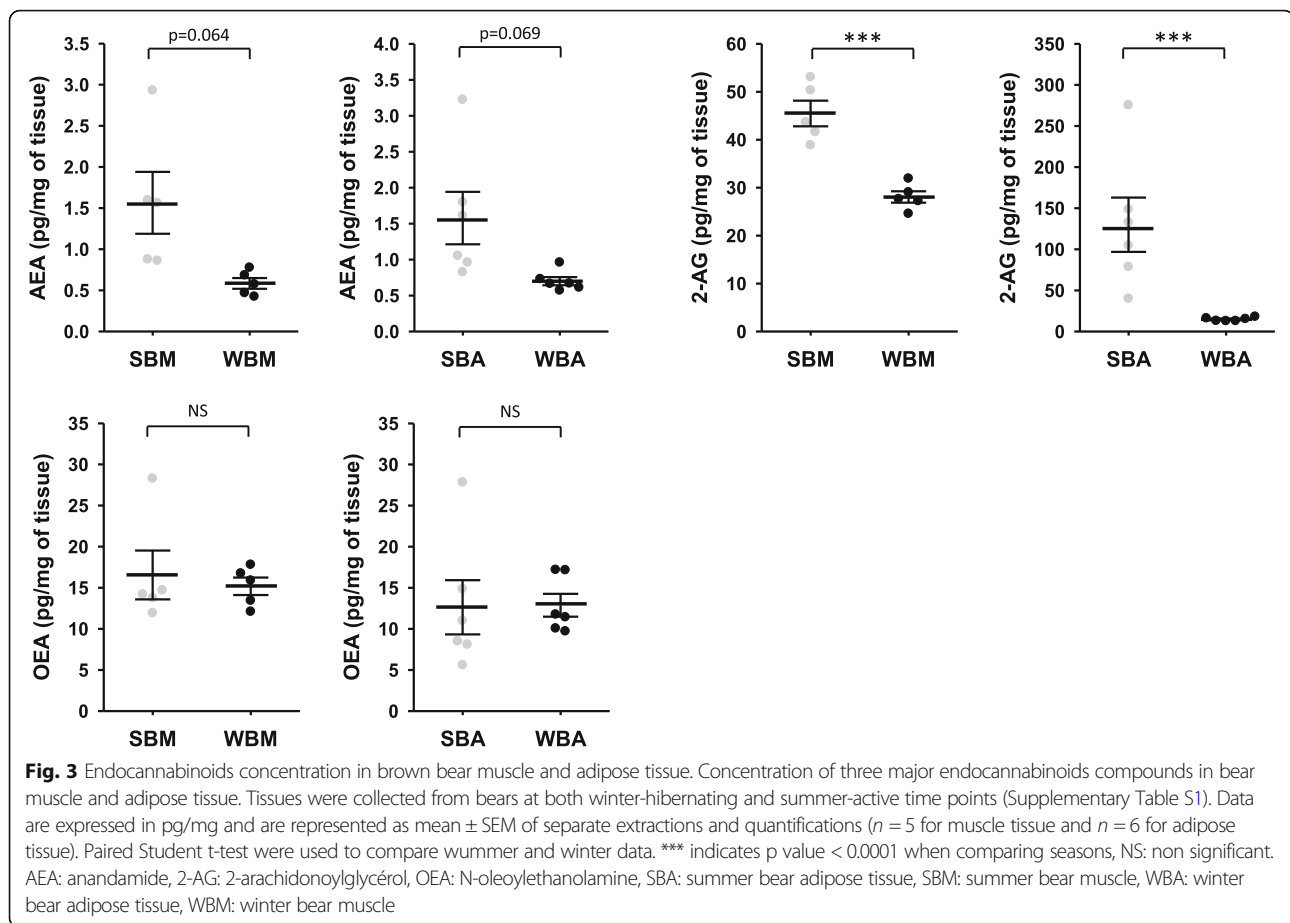 p=0.064
AEA (pg/mg of tissue)
3.5
3.0
2.5
2.0
1.5
1.0
0.5
0.0
SBM WBM
p=0.069
AEA (pg/mg of tissue)
4.0
3.5
3.0
2.5
2.0
1.5
1.0
0.5
0.0
SBA WBA
***
2-AG (pg/mg of tissue)
60
50
40
30
20
10
0
SBM WBM
***
2-AG (pg/mg of tissue)
350
300
250
200
150
100
50
0
SBA WBA
NS
OEA (pg/mg of tissue)
35
30
25
20
15
10
5
0
SBM WBM
NS
OEA (pg/mg of tissue)
35
30
25
20
15
10
5
0
SBA WBA
Fig. 3 Endocannabinoids concentration in brown bear muscle and adipose tissue. Concentration of three major endocannabinoids compounds in bear
muscle and adipose tissue. Tissues were collected from bears at both winter-hibernating and summer-active time points (Supplementary Table S1). Data
are expressed in pg/mg and are represented as mean ± SEM of separate extractions and quantifications (n = 5 for muscle tissue and n = 6 for adipose
tissue). Paired Student t-test were used to compare wummer and winter data. *** indicates p value < 0.0001 when comparing seasons, NS: non significant.
AEA: anandamide, 2-AG: 2-arachidonoylglycérol, OEA: N-oleoylethanolamine, SBA: summer bear adipose tissue, SBM: summer bear muscle, WBA: winter
bear adipose tissue, WBM: winter bear muscle